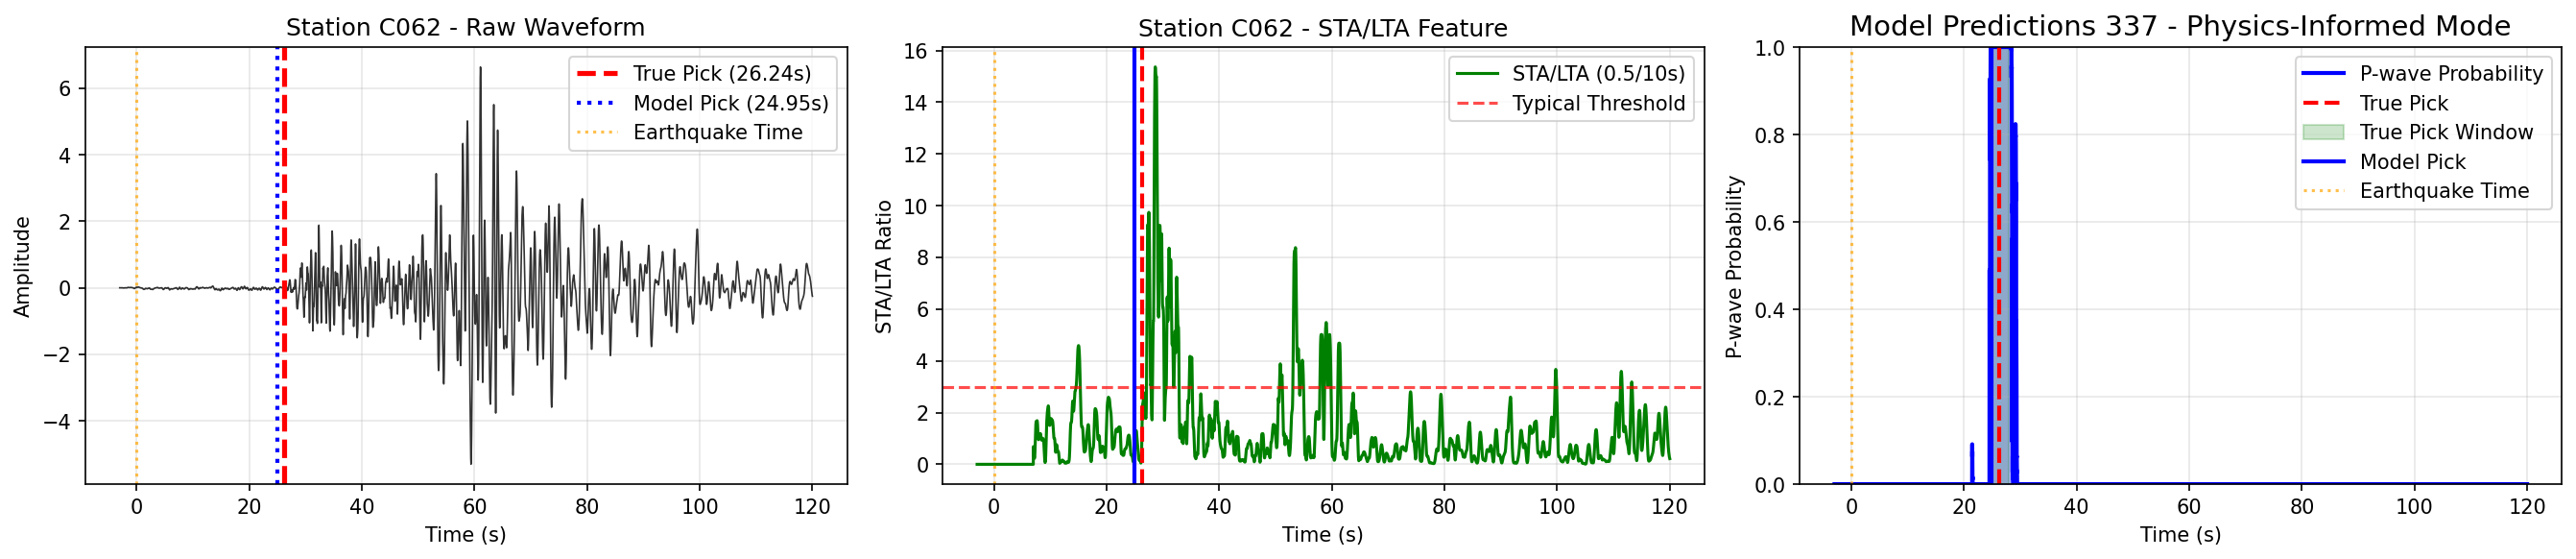 Station C062 - Raw Waveform
Amplitude
6
4
2
0
−2
−4
0
20
40
60
80
100
120
Time (s)
True Pick (26.24s)
Model Pick (24.95s)
Earthquake Time
Station C062 - STA/LTA Feature
STA/LTA Ratio
16
14
12
10
8
6
4
2
0
0
20
40
60
80
100
120
Time (s)
STA/LTA (0.5/10s)
Typical Threshold
Model Predictions 337 - Physics-Informed Mode
P-wave Probability
1.0
0.8
0.6
0.4
0.2
0.0
0
20
40
60
80
100
120
Time (s)
P-wave Probability
True Pick
True Pick Window
Model Pick
Earthquake Time